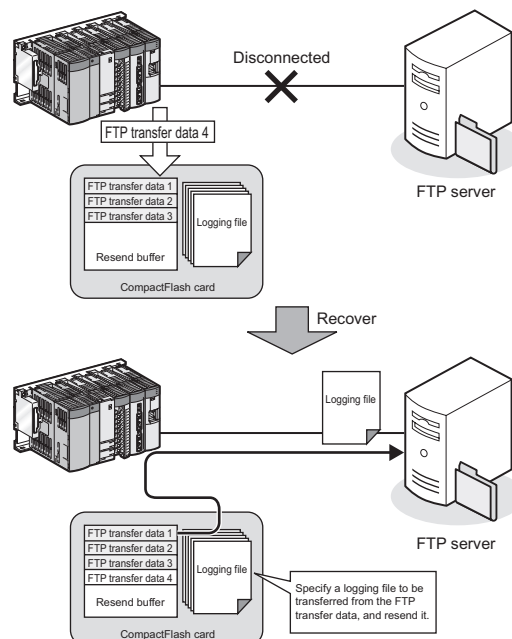 Disconnected
FTP transfer data 4
FTP transfer data 1
FTP transfer data 2
FTP transfer data 3
Resend buffer
Logging file
CompactFlash card
FTP server
Recover
Logging file
FTP transfer data 1
FTP transfer data 2
FTP transfer data 3
FTP transfer data 4
Resend buffer
Logging file
CompactFlash card
Specify a logging file to be
transferred from the FTP
transfer data, and resend it.
FTP server